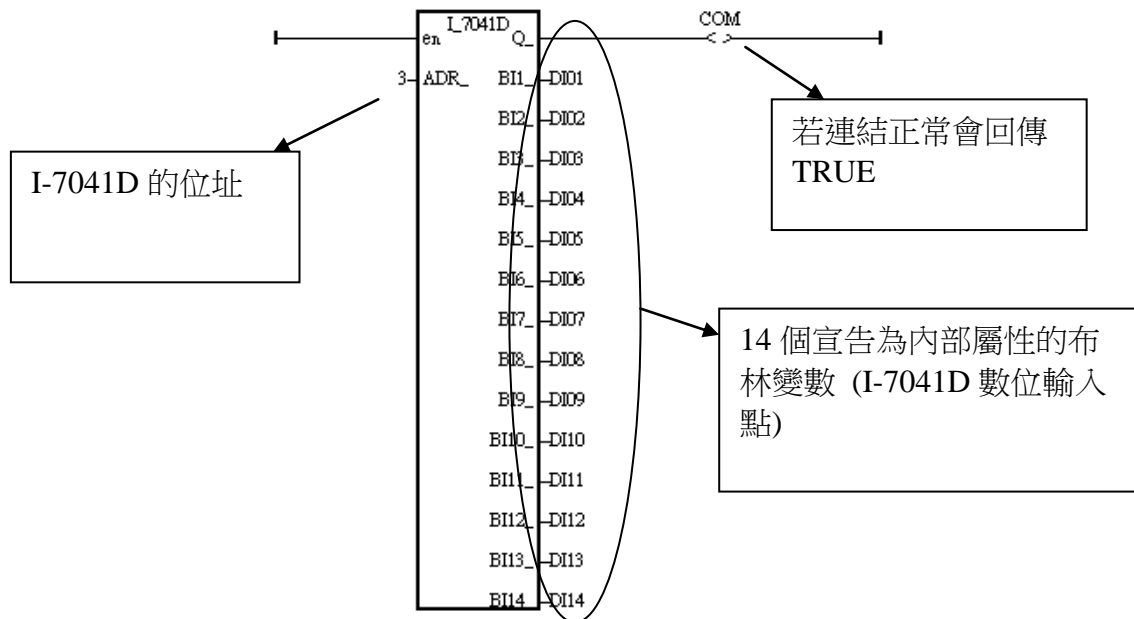 I_7041D
COM
en Q_
3 ADR_ BI1_ DI01
BI2_ DI02
BI3_ DI03
BI4_ DI04
BI5_ DI05
BI6_ DI06
BI7_ DI07
BI8_ DI08
BI9_ DI09
BI10_ DI10
BI11_ DI11
BI12_ DI12
BI13_ DI13
BI14_ DI14
I-7041D 的位址
若連結正常會回傳
TRUE
14 個宣告為內部屬性的布
林變數 (I-7041D 數位輸入
點)